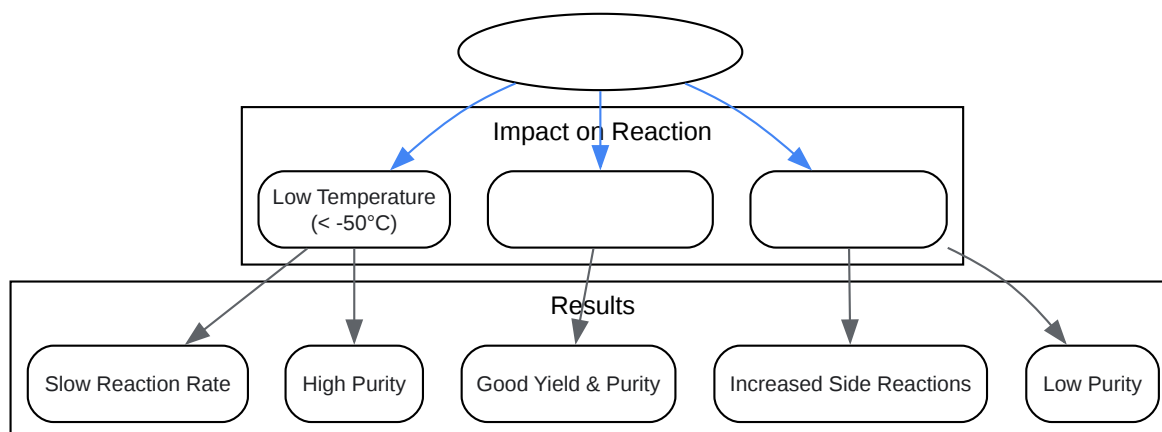 Impact on Reaction
Low Temperature
(< -50°C)
Results
Slow Reaction Rate
High Purity
Good Yield & Purity
Increased Side Reactions
Low Purity